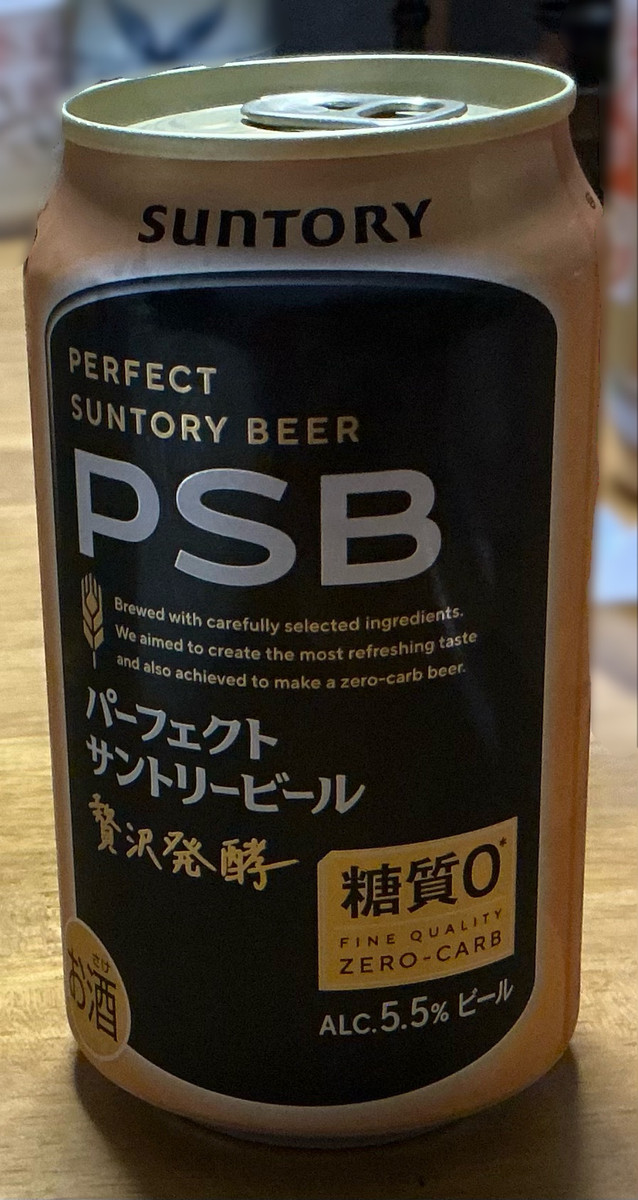 SUNTORY
PERFECT
SUNTORY BEER
PSB
Brewed with carefully selected ingredients.
We aimed to create the most refreshing taste
and also achieved to make a zero-carb beer.
パーフェクト
サントリービール
贅沢発酵
糖質0*
FINE QUALITY
ZERO-CARB
さけ
お酒
ALC.5.5% ビール